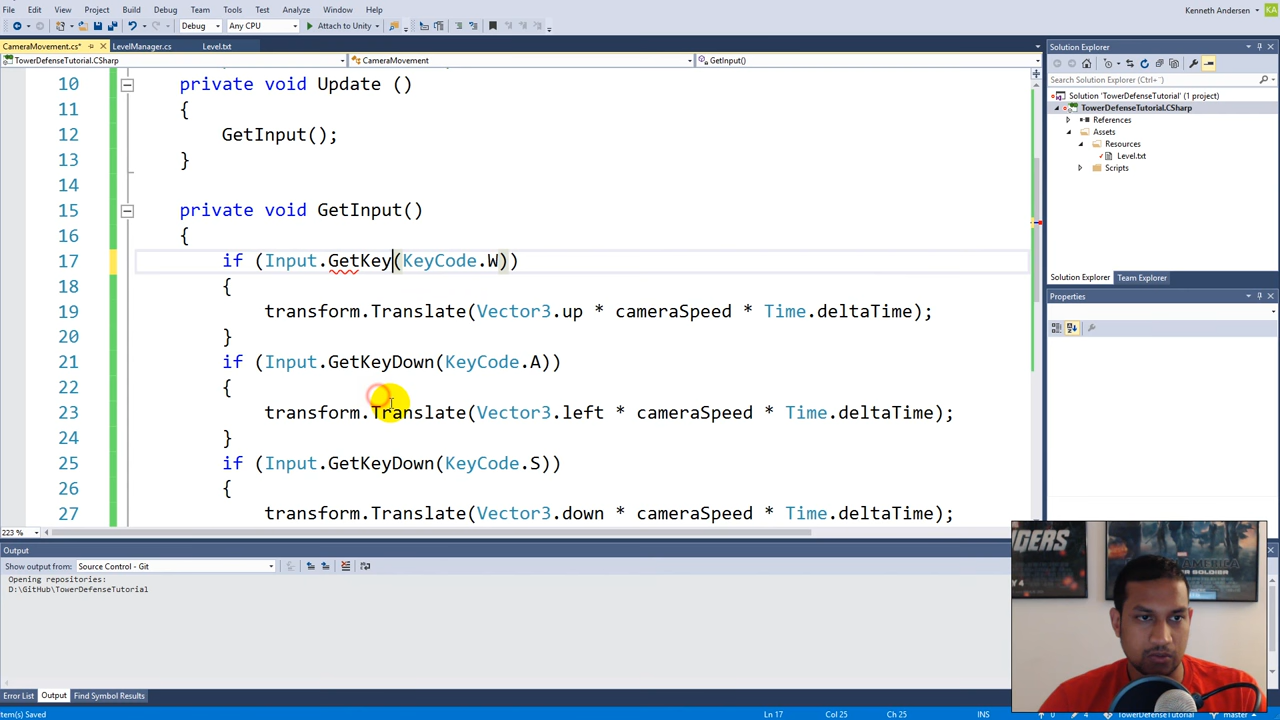 File Edit View Project Build Debug Team Tools Test Analyze Window Help
Kenneth Andersen KA
Debug Any CPU Attach to Unity
CameraMovement.cs* LevelManager.cs Level.txt
TowerDefenseTutorial.CSharp CameraMovement GetInput()
10 private void Update ()
11 {
12 GetInput();
13 }
14
15 private void GetInput()
16 {
17 if (Input.GetKey(KeyCode.W))
18 {
19 transform.Translate(Vector3.up * cameraSpeed * Time.deltaTime);
20 }
21 if (Input.GetKeyDown(KeyCode.A))
22 {
23 transform.Translate(Vector3.left * cameraSpeed * Time.deltaTime);
24 }
25 if (Input.GetKeyDown(KeyCode.S))
26 {
27 transform.Translate(Vector3.down * cameraSpeed * Time.deltaTime);
223 %
Solution Explorer
Search Solution Explorer (Ctrl+')
Solution 'TowerDefenseTutorial' (1 project)
TowerDefenseTutorial.CSharp
References
Assets
Resources
Level.txt
Scripts
Solution Explorer Team Explorer
Properties
Output
Show output from: Source Control - Git
Opening repositories:
D:\GitHub\TowerDefenseTutorial
Error List Output Find Symbol Results
Item(s) Saved Ln 17 Col 25 Ch 25 INS 0 4 TowerDefenseTutorial master